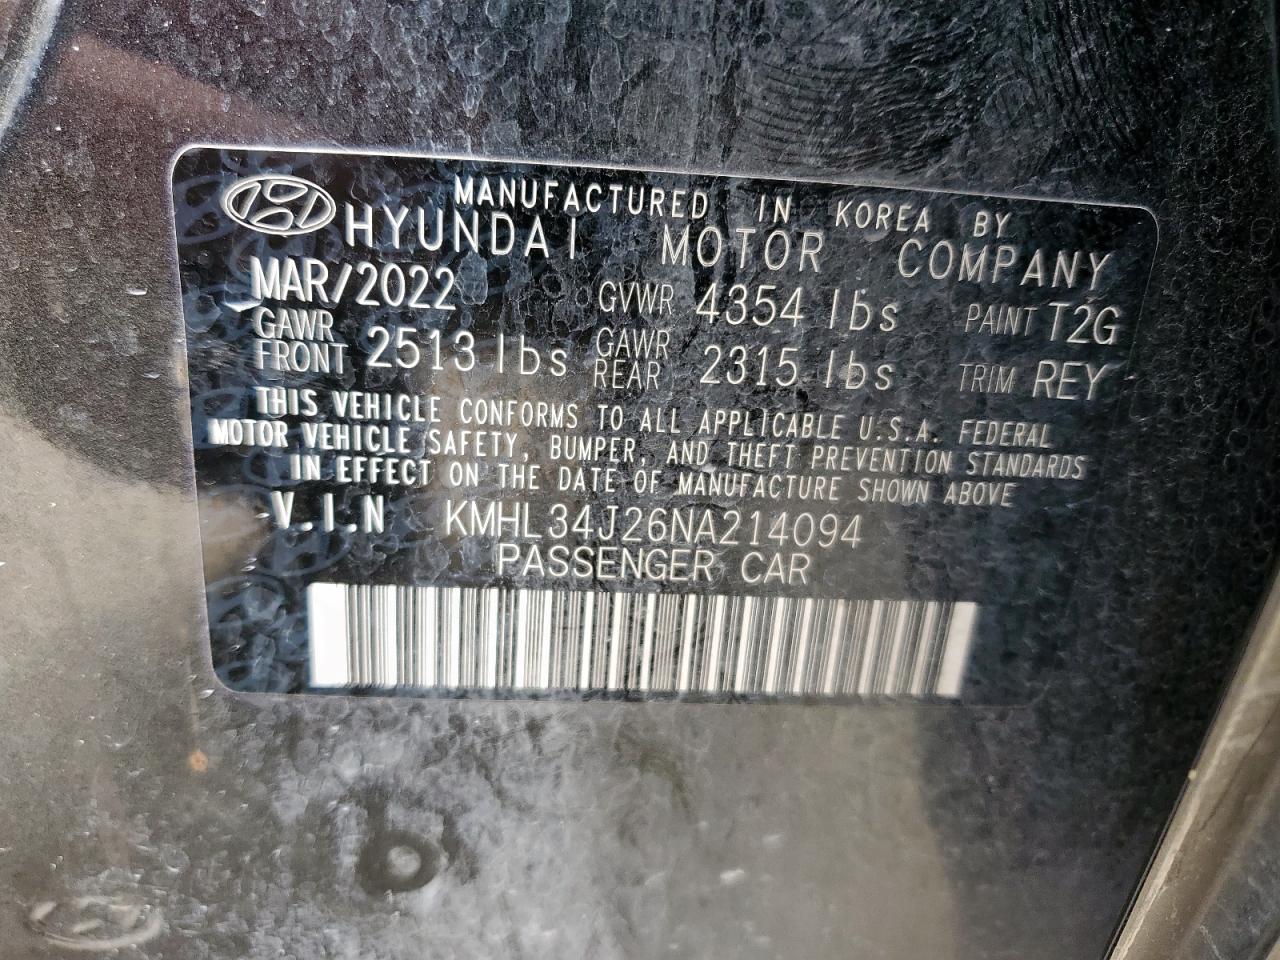 MANUFACTURED IN KOREA BY
HYUNDAI MOTOR COMPANY
MAR/2022 GVWR 4354 lbs PAINT T2G
GAWR FRONT 2513 lbs GAWR REAR 2315 lbs TRIM REY
THIS VEHICLE CONFORMS TO ALL APPLICABLE U.S.A. FEDERAL
MOTOR VEHICLE SAFETY, BUMPER, AND THEFT PREVENTION STANDARDS
IN EFFECT ON THE DATE OF MANUFACTURE SHOWN ABOVE
V.I.N KMHL34J26NA214094
PASSENGER CAR